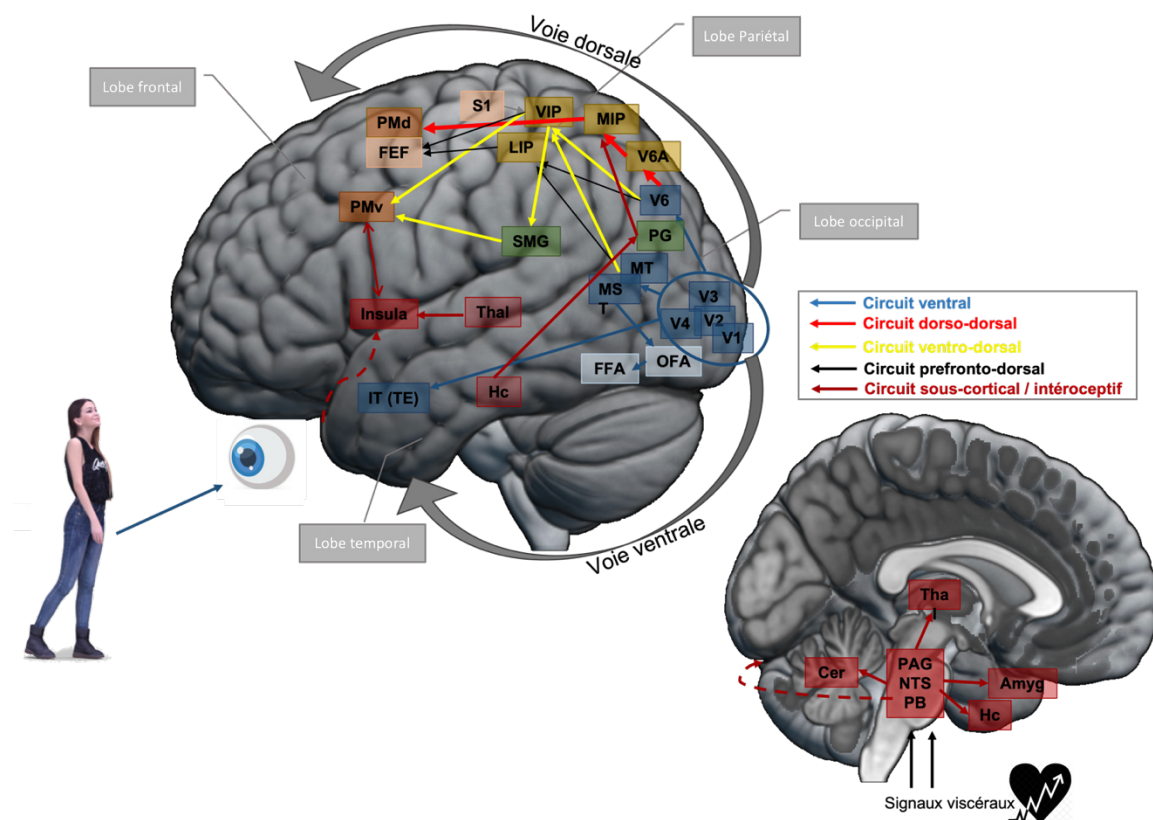 Voie dorsale
Lobe Pariétal
Lobe frontal
S1
VIP
MIP
PMd
FEF
LIP
V6A
PMv
V6
Lobe occipital
SMG
PG
MT
MS
T
V3
V2
V4
V1
Insula
Thal
FFA
OFA
IT (TE)
Hc
Circuit ventral
Circuit dorso-dorsal
Circuit ventro-dorsal
Circuit prefronto-dorsal
Circuit sous-cortical / intéroceptif
Lobe temporal
Voie ventrale
Tha
l
Cer
PAG
NTS
PB
Amyg
Hc
Signaux viscéraux